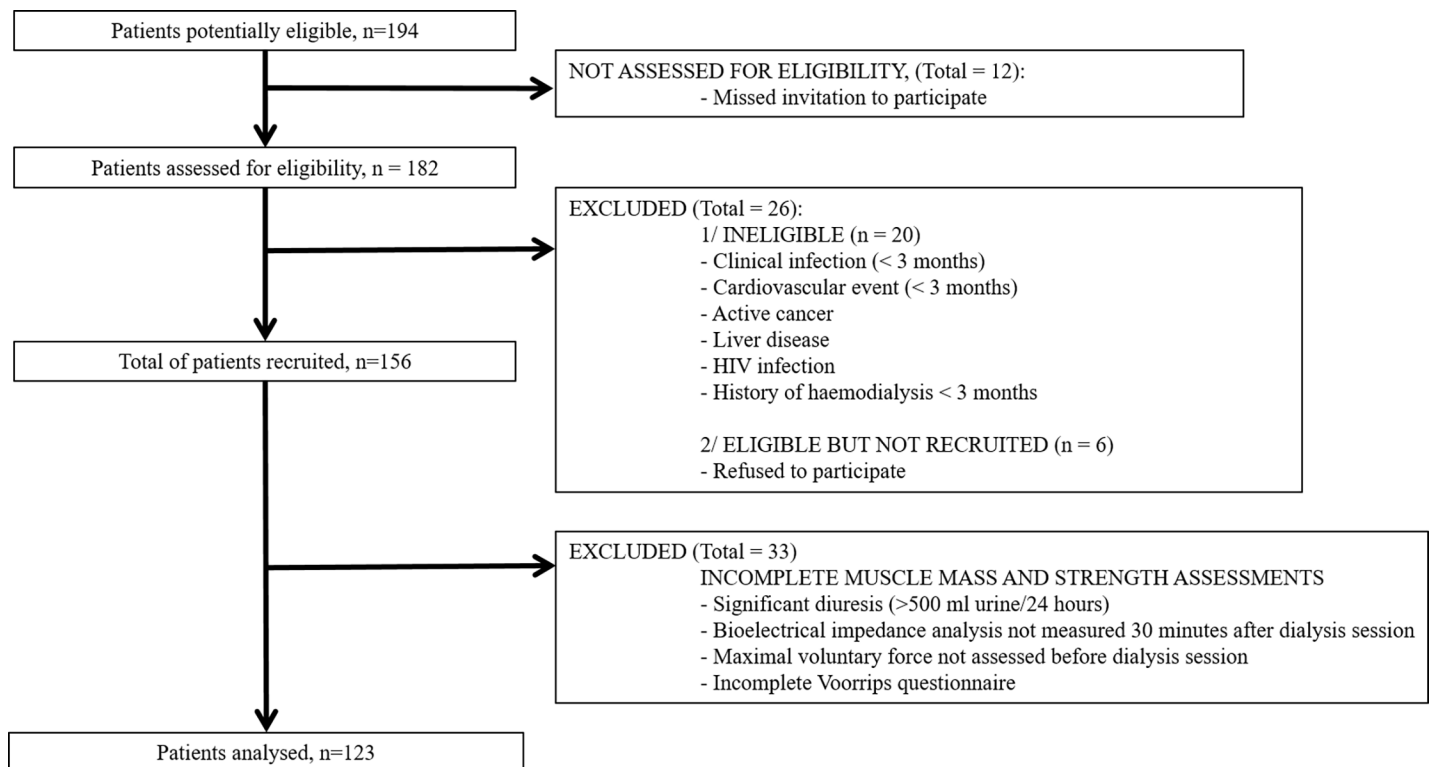 Patients potentially eligible, n=194
NOT ASSESSED FOR ELIGIBILITY, (Total = 12):
- Missed invitation to participate
Patients assessed for eligibility, n = 182
EXCLUDED (Total = 26):
1/ INELIGIBLE (n = 20)
- Clinical infection (< 3 months)
- Cardiovascular event (< 3 months)
- Active cancer
- Liver disease
- HIV infection
- History of haemodialysis < 3 months
2/ ELIGIBLE BUT NOT RECRUITED (n = 6)
- Refused to participate
Total of patients recruited, n=156
EXCLUDED (Total = 33)
INCOMPLETE MUSCLE MASS AND STRENGTH ASSESSMENTS
- Significant diuresis (>500 ml urine/24 hours)
- Bioelectrical impedance analysis not measured 30 minutes after dialysis session
- Maximal voluntary force not assessed before dialysis session
- Incomplete Voorrips questionnaire
Patients analysed, n=123